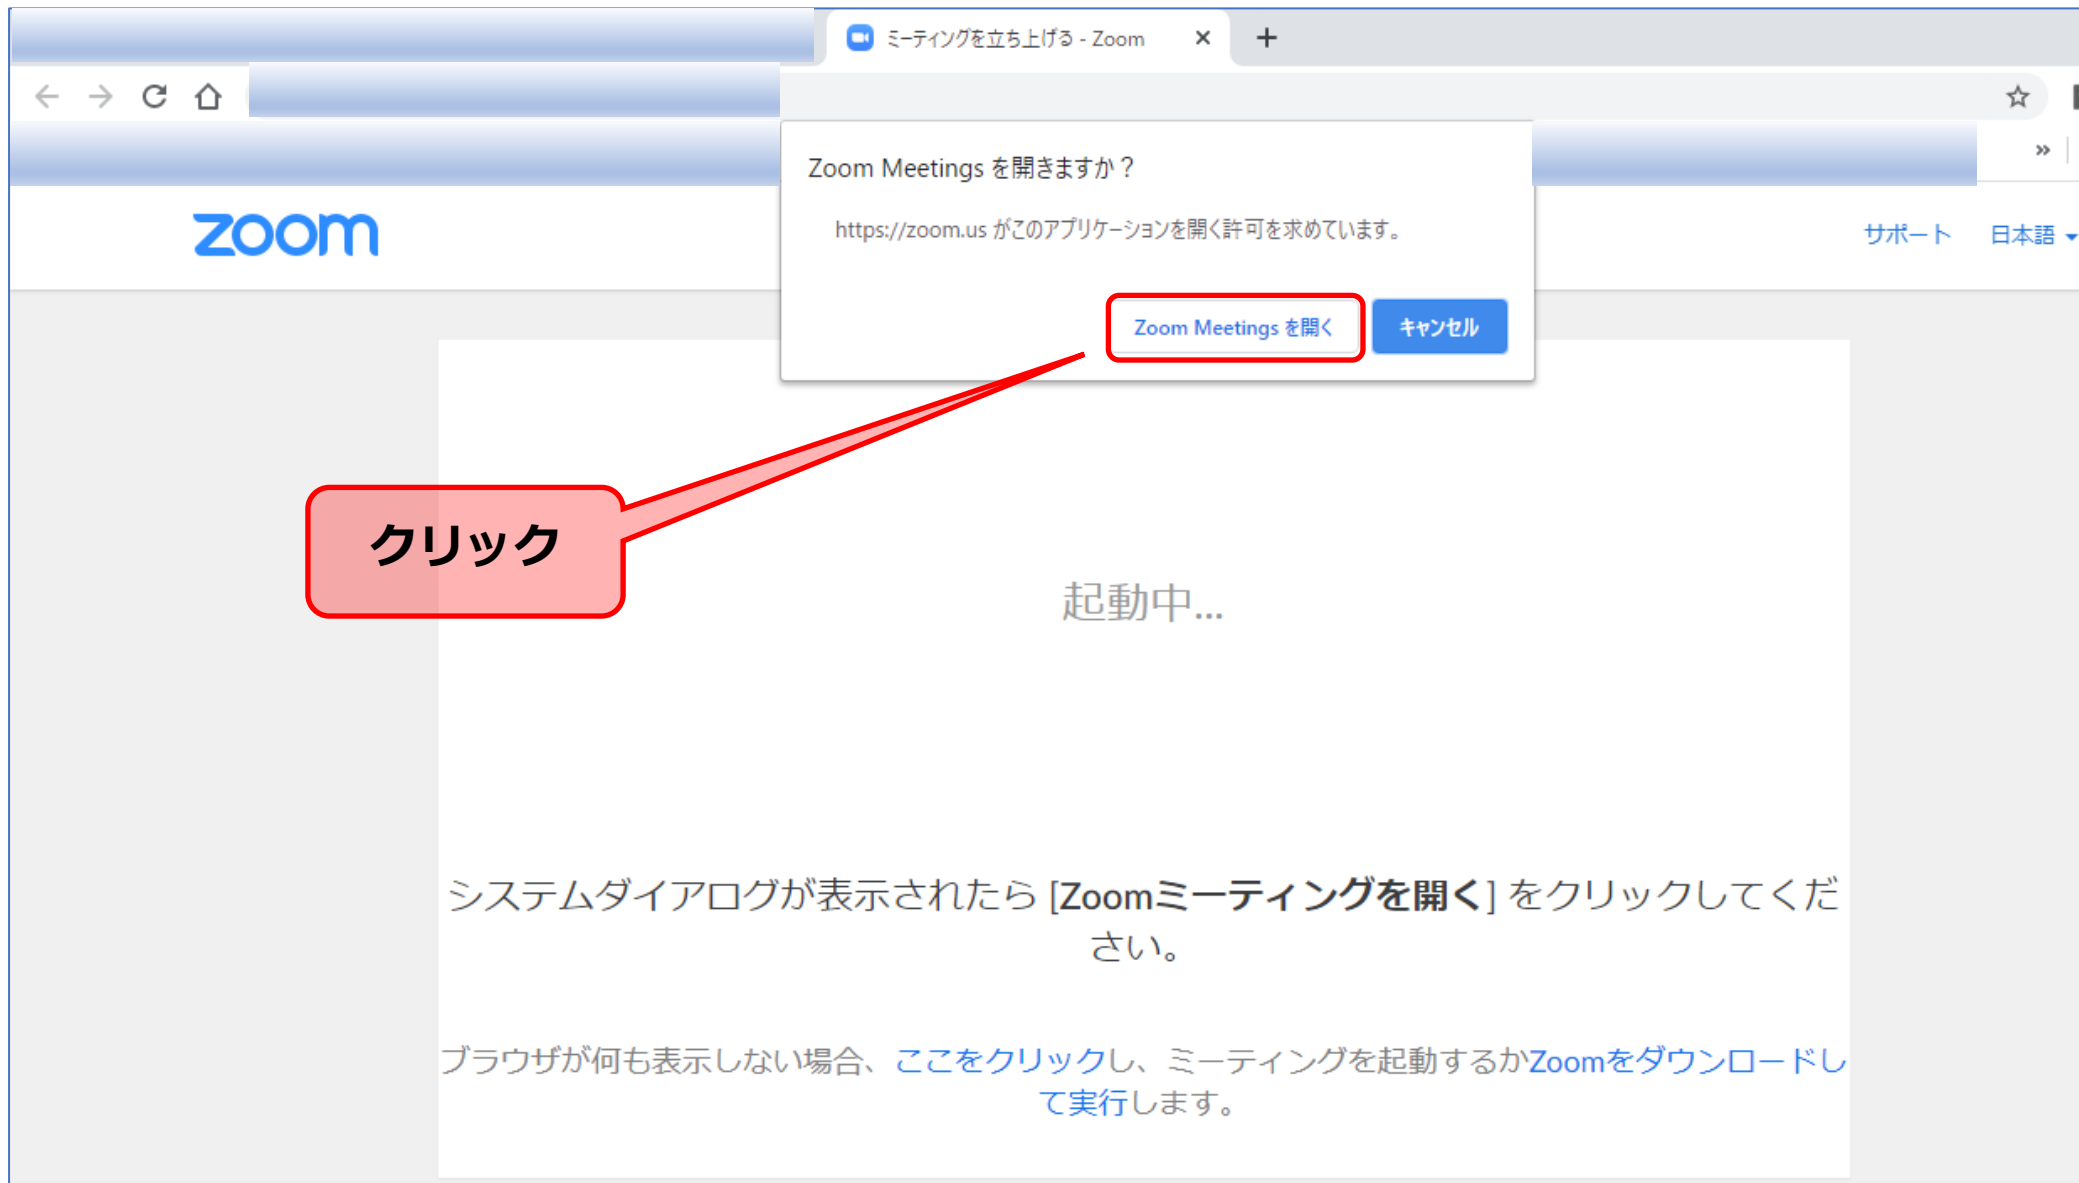 ミーティングを立ち上げる - Zoom
Zoom Meetings を開きますか？
https://zoom.us がこのアプリケーションを開く許可を求めています。
zoom
サポート 日本語
Zoom Meetings を開く キャンセル
クリック
起動中...
システムダイアログが表示されたら [Zoomミーティングを開く] をクリックしてくだ
さい。
ブラウザが何も表示しない場合、ここをクリックし、ミーティングを起動するかZoomをダウンロードし
て実行します。